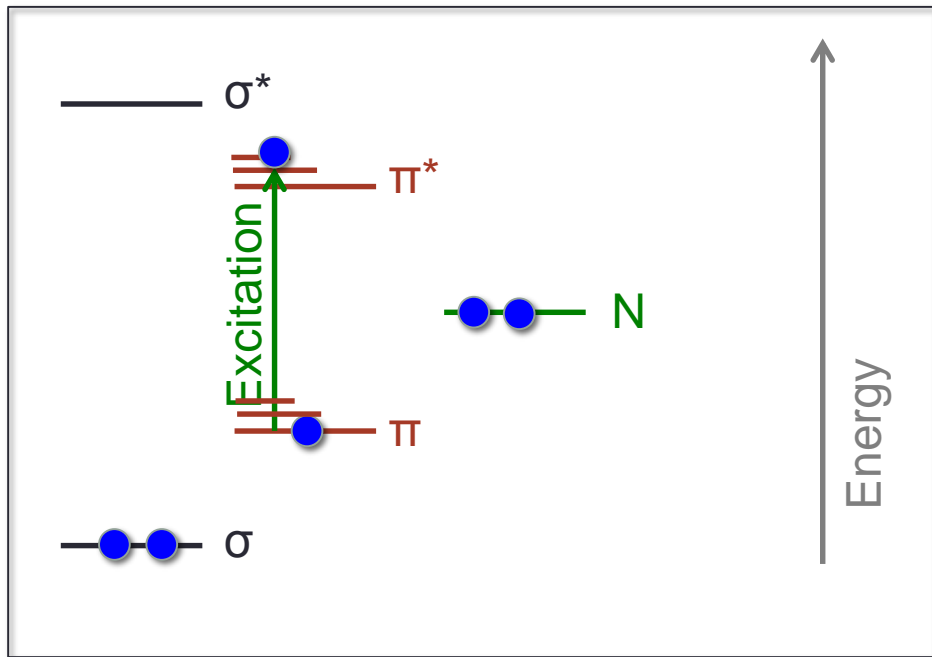 σ*
π*
Excitation
N
π
Energy
σ